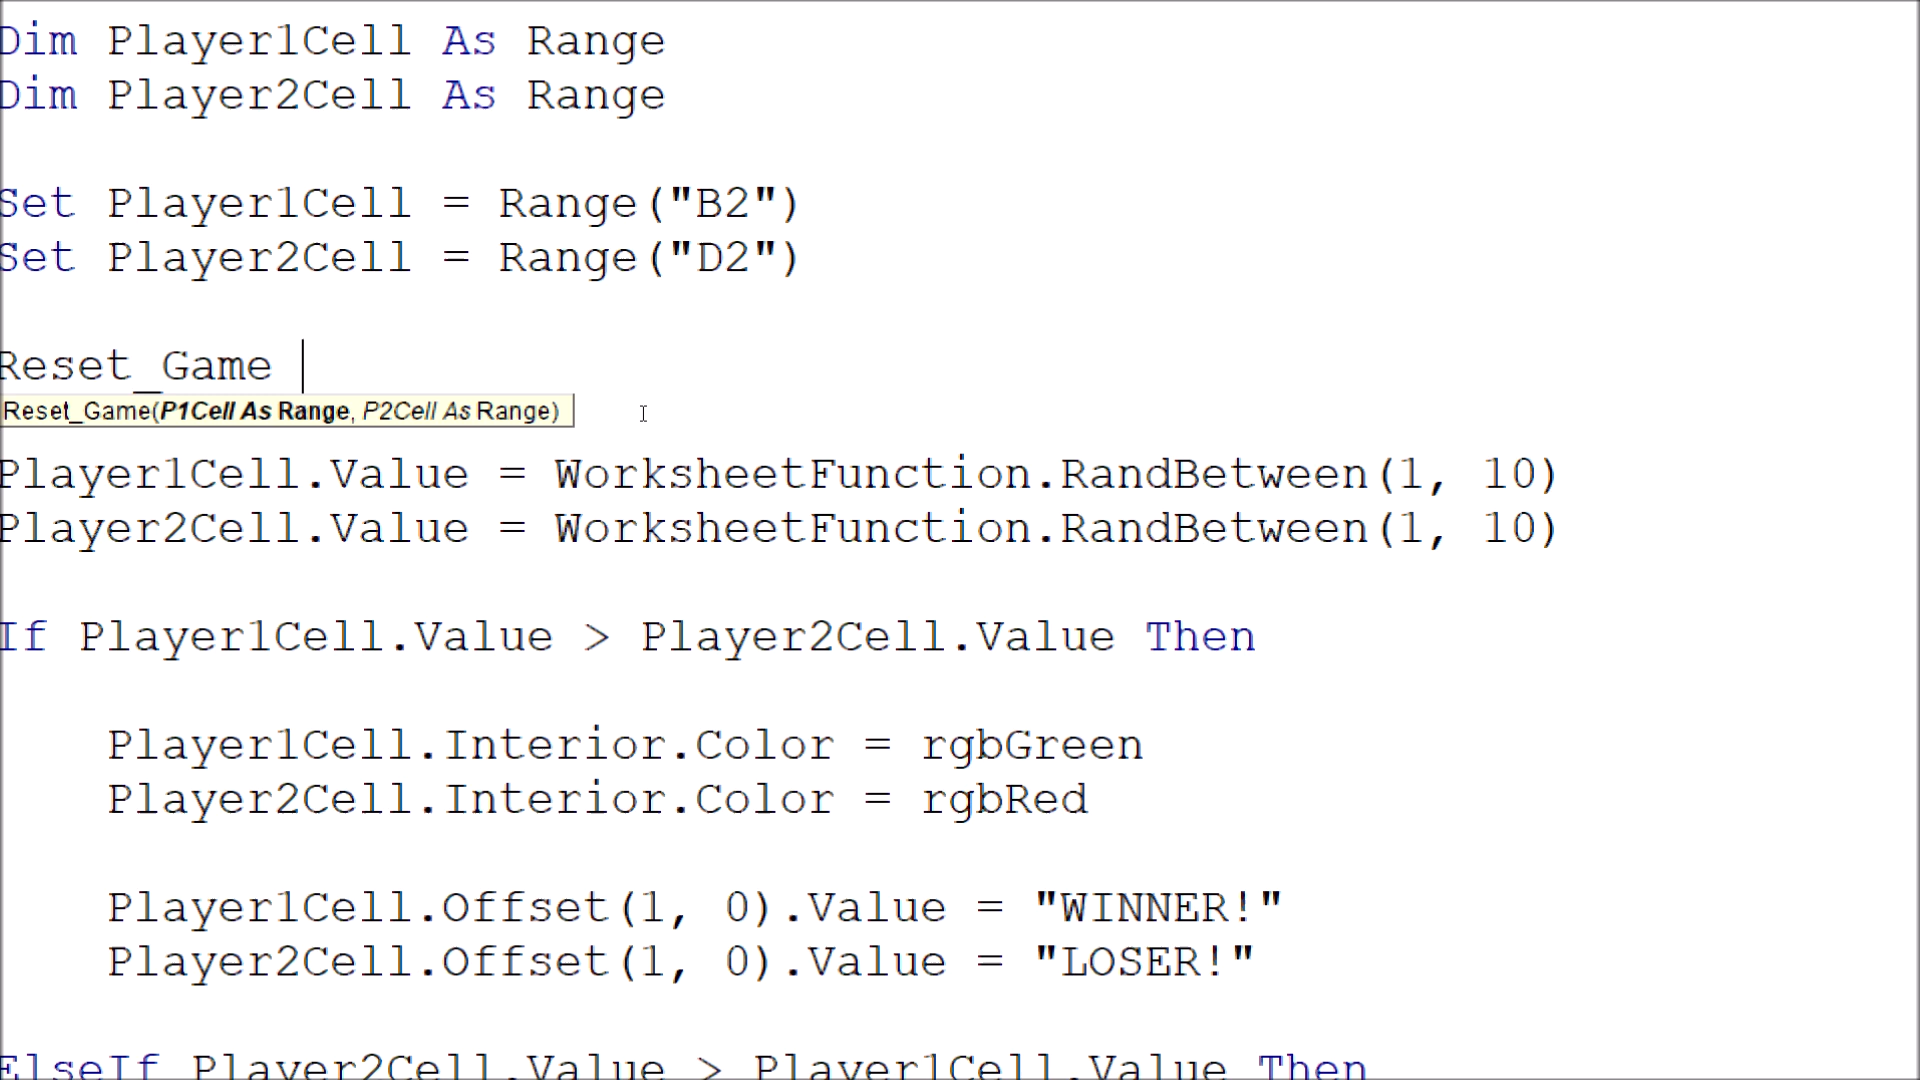 Dim Player1Cell As Range
Dim Player2Cell As Range
Set Player1Cell = Range("B2")
Set Player2Cell = Range("D2")
Reset_Game
Reset_Game(P1Cell As Range, P2Cell As Range)
Player1Cell.Value = WorksheetFunction.RandBetween(1, 10)
Player2Cell.Value = WorksheetFunction.RandBetween(1, 10)
If Player1Cell.Value > Player2Cell.Value Then
Player1Cell.Interior.Color = rgbGreen
Player2Cell.Interior.Color = rgbRed
Player1Cell.Offset(1, 0).Value = "WINNER!"
Player2Cell.Offset(1, 0).Value = "LOSER!"
ElseIf Player2Cell.Value > Player1Cell.Value Then